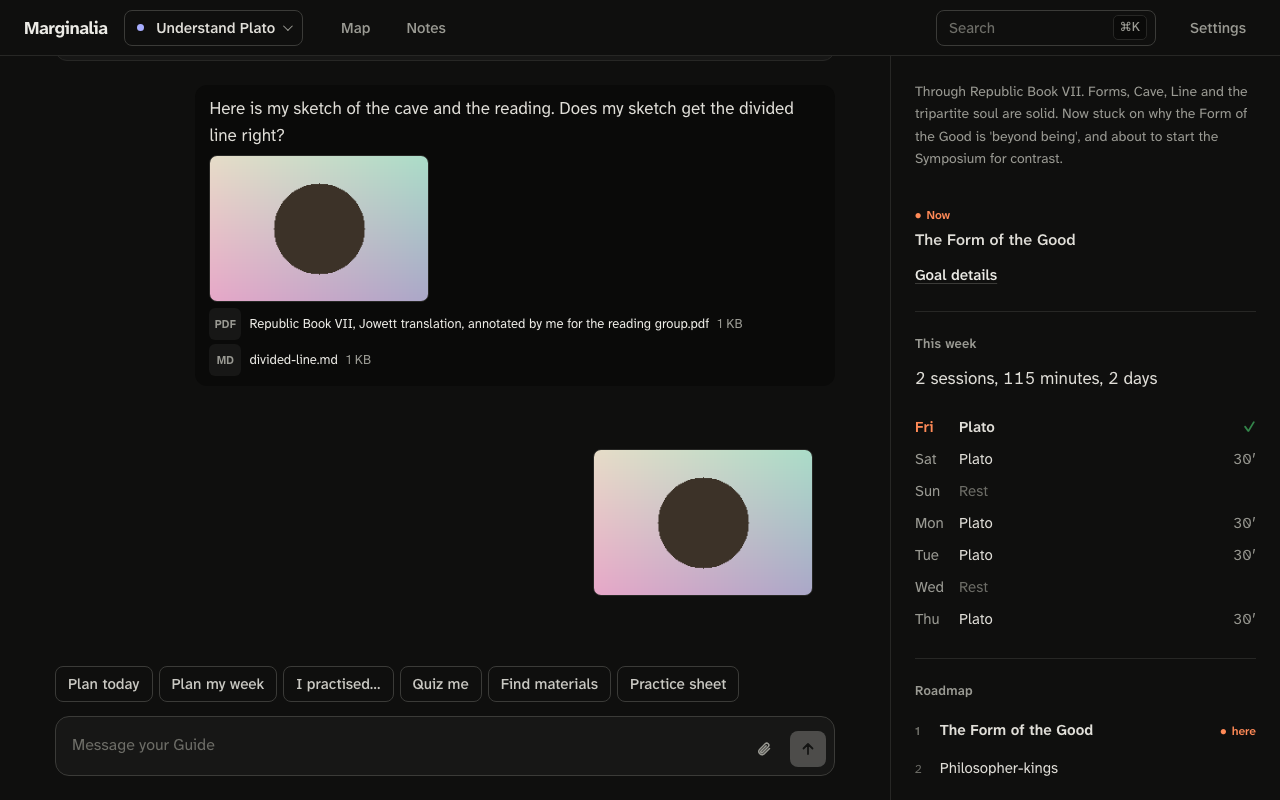 Marginalia
Understand Plato
Map
Notes
Search
⌘K
Settings
Here is my sketch of the cave and the reading. Does my sketch get the divided
line right?
PDF Republic Book VII, Jowett translation, annotated by me for the reading group.pdf 1 KB
MD divided-line.md 1 KB
Plan today
Plan my week
I practised...
Quiz me
Find materials
Practice sheet
Message your Guide
Through Republic Book VII. Forms, Cave, Line and the
tripartite soul are solid. Now stuck on why the Form of
the Good is 'beyond being', and about to start the
Symposium for contrast.
Now
The Form of the Good
Goal details
This week
2 sessions, 115 minutes, 2 days
Fri Plato ✓
Sat Plato 30′
Sun Rest
Mon Plato 30′
Tue Plato 30′
Wed Rest
Thu Plato 30′
Roadmap
1 The Form of the Good here
2 Philosopher-kings